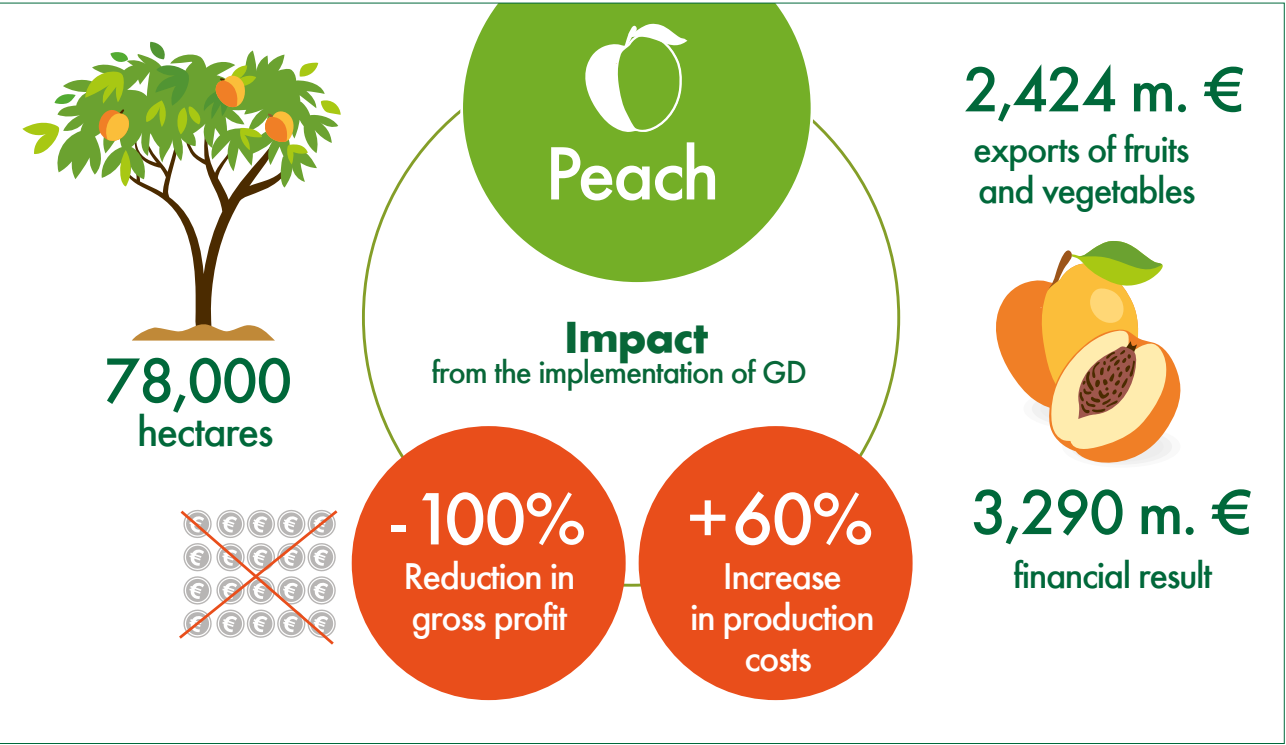 Peach
78,000
hectares
Impact
from the implementation of GD
- 100%
Reduction in
gross profit
+60%
Increase
in production
costs
2,424 m. €
exports of fruits
and vegetables
3,290 m. €
financial result
€ € € € €
€ € € € €
€ € € € €
€ € € € €